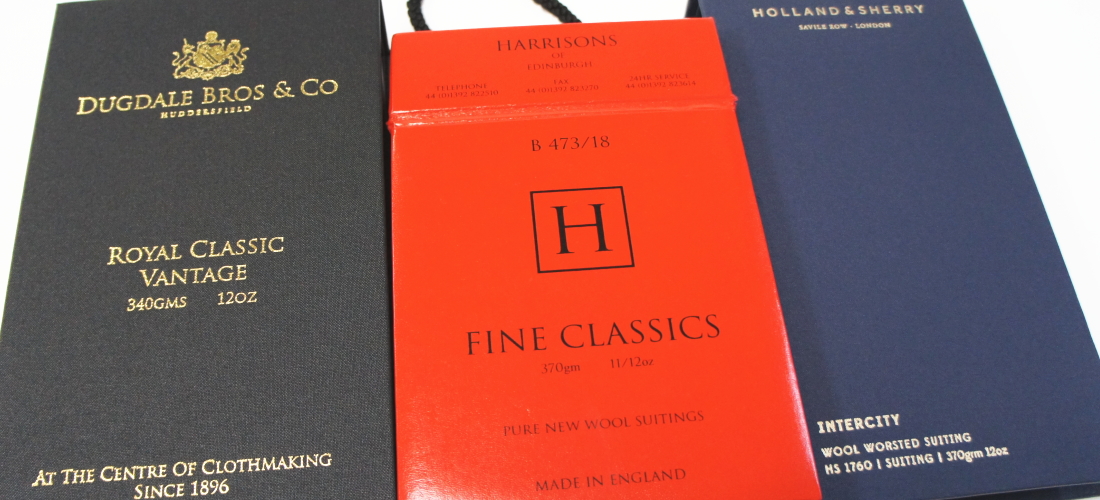 DUGDALE BROS & CO
HUDDERSFIELD
ROYAL CLASSIC
VANTAGE
340GMS 12OZ
AT THE CENTRE OF CLOTHMAKING
SINCE 1896
HARRISONS
OF
EDINBURGH
TELEPHONE FAX 24HR SERVICE
B 473/18
H
FINE CLASSICS
370gm 11/12oz
PURE NEW WOOL SUITINGS
MADE IN ENGLAND
HOLLAND & SHERRY
SAVILE ROW · LONDON
INTERCITY
WOOL WORSTED SUITING
HS 1760 | SUITING | 370grm 12oz